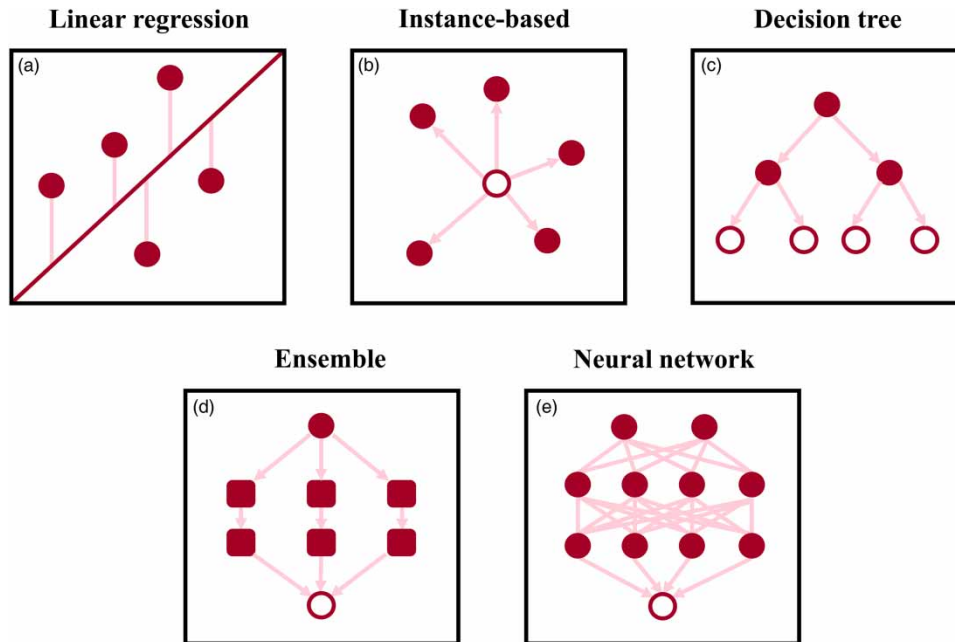 Linear regression
Instance-based
Decision tree
(a)
(b)
(c)
Ensemble
Neural network
(d)
(e)